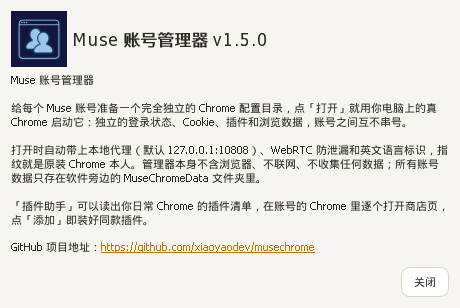 Muse 账号管理器 v1.5.0
Muse 账号管理器
给每个 Muse 账号准备一个完全独立的 Chrome 配置目录，点「打开」就用你电脑上的真
Chrome 启动它：独立的登录状态、Cookie、插件和浏览数据，账号之间互不串号。
打开时自动带上本地代理（默认 127.0.0.1:10808）、WebRTC 防泄漏和英文语言标识，指
纹就是原装 Chrome 本人。管理器本身不含浏览器、不联网、不收集任何数据；所有账号
数据只存在软件旁边的 MuseChromeData 文件夹里。
「插件助手」可以读出你日常 Chrome 的插件清单，在账号的 Chrome 里逐个打开商店页，
点「添加」即装好同款插件。
GitHub 项目地址：https://github.com/xiaoyaodev/musechrome
关闭